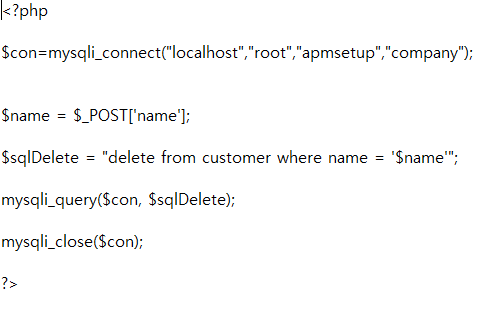 <?php
$con=mysqli_connect("localhost","root","apmsetup","company");
$name = $_POST['name'];
$sqlDelete = "delete from customer where name = '$name'";
mysqli_query($con, $sqlDelete);
mysqli_close($con);
?>